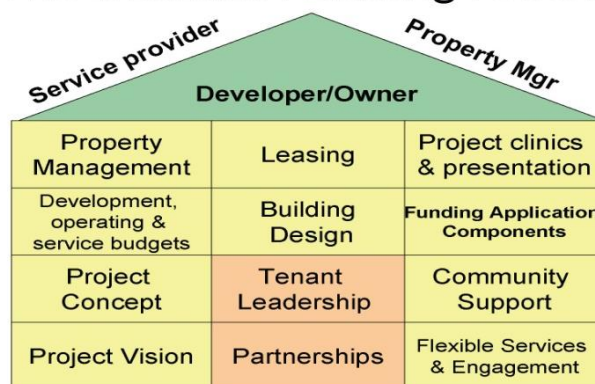 Service provider
Property Mgr
Developer/Owner
Property
Management
Leasing
Project clinics
& presentation
Development,
operating &
service budgets
Building
Design
Funding Application
Components
Project
Concept
Tenant
Leadership
Community
Support
Project Vision
Partnerships
Flexible Services
& Engagement